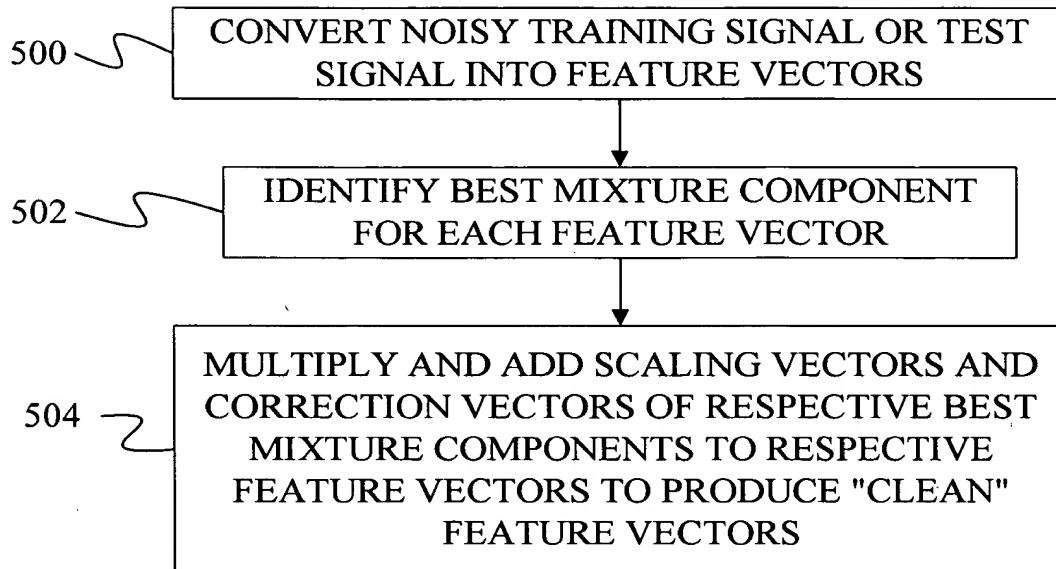 500
CONVERT NOISY TRAINING SIGNAL OR TEST
SIGNAL INTO FEATURE VECTORS
502
IDENTIFY BEST MIXTURE COMPONENT
FOR EACH FEATURE VECTOR
504
MULTIPLY AND ADD SCALING VECTORS AND
CORRECTION VECTORS OF RESPECTIVE BEST
MIXTURE COMPONENTS TO RESPECTIVE
FEATURE VECTORS TO PRODUCE "CLEAN"
FEATURE VECTORS